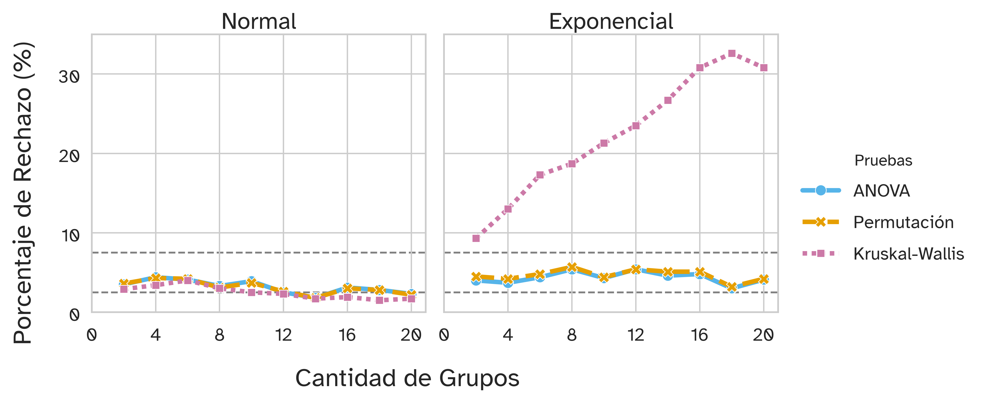 Normal
Exponencial
Porcentaje de Rechazo (%)
30
20
10
0
0 4 8 12 16 20
0 4 8 12 16 20
Cantidad de Grupos
Pruebas
ANOVA
Permutación
Kruskal-Wallis